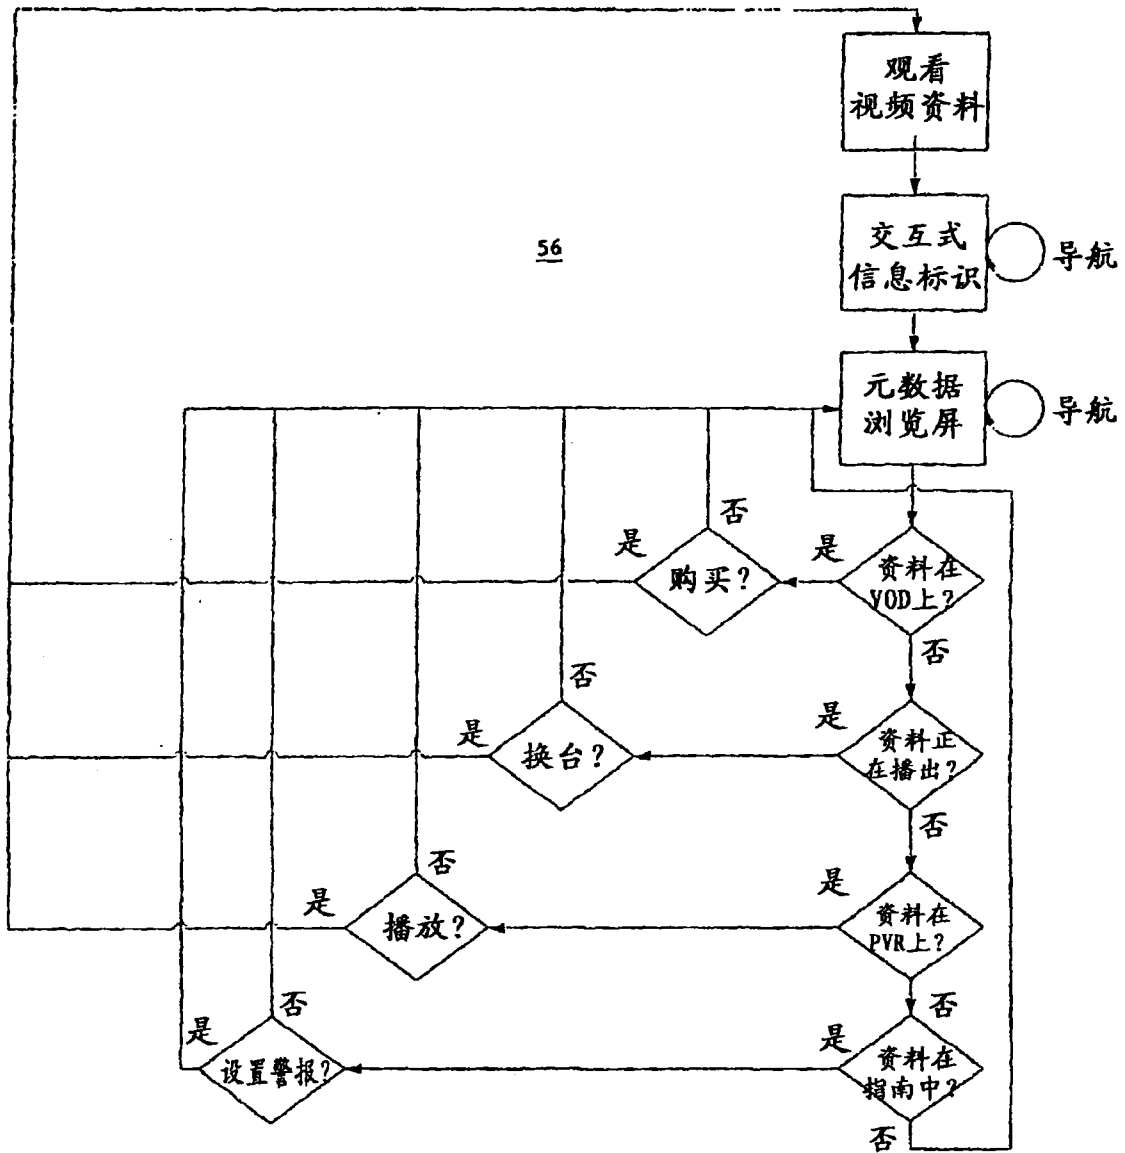 观看
视频资料
56
交互式
信息标识
导航
元数据
浏览屏
导航
否
是
购买?
是
资料在
VOD上?
否
否
是
换台?
是
资料正
在播出?
否
否
是
播放?
是
资料在
PVR上?
否
否
是
设置警报?
是
资料在
指南中?
否